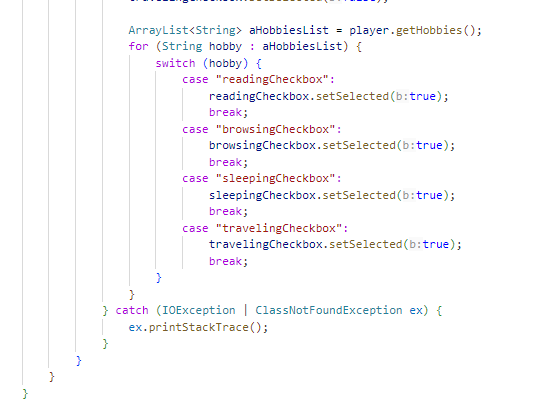 ArrayList<String> aHobbiesList = player.getHobbies();
for (String hobby : aHobbiesList) {
switch (hobby) {
case "readingCheckbox":
readingCheckbox.setSelected(b:true);
break;
case "browsingCheckbox":
browsingCheckbox.setSelected(b:true);
break;
case "sleepingCheckbox":
sleepingCheckbox.setSelected(b:true);
break;
case "travelingCheckbox":
travelingCheckbox.setSelected(b:true);
break;
}
}
} catch (IOException | ClassNotFoundException ex) {
ex.printStackTrace();
}
}
}
}